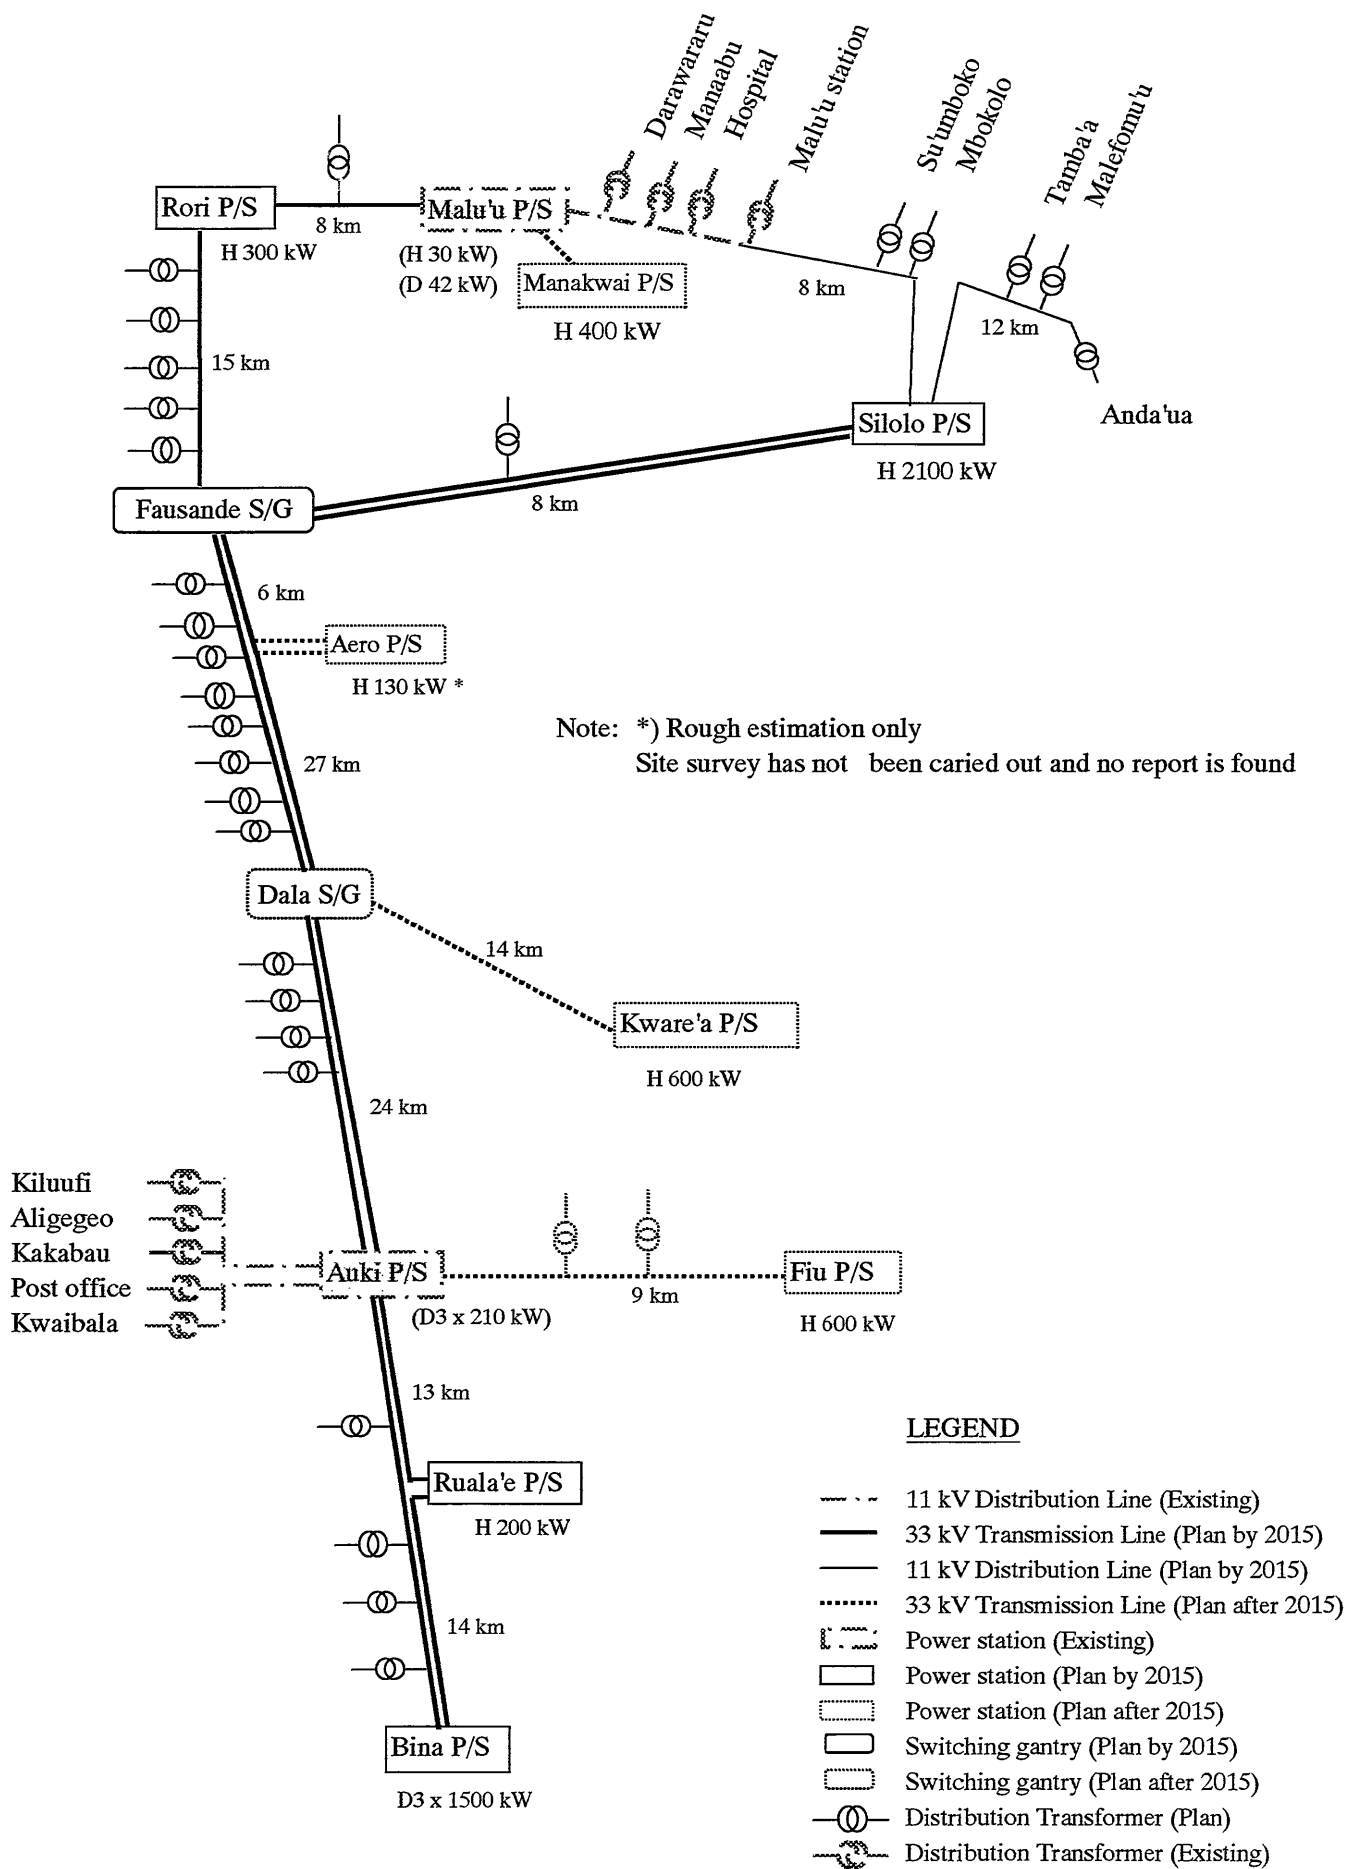 Darawararu
Manaabu
Hospital
Malu'u station
Su'umboko
Mbokolo
Tamba'a
Malefomu'u
Rori P/S
8 km
Malu'u P/S
H 300 kW
(H 30 kW)
(D 42 kW)
Manakwai P/S
H 400 kW
8 km
12 km
15 km
Anda'ua
Silolo P/S
H 2100 kW
Fausande S/G
8 km
6 km
Aero P/S
H 130 kW *
Note: *) Rough estimation only
Site survey has not been caried out and no report is found
27 km
Dala S/G
14 km
Kware'a P/S
H 600 kW
24 km
Kiluufi
Aligegeo
Kakabau
Post office
Kwaibala
Auki P/S
(D3 x 210 kW)
9 km
Fiu P/S
H 600 kW
13 km
Ruala'e P/S
H 200 kW
14 km
Bina P/S
D3 x 1500 kW
LEGEND
11 kV Distribution Line (Existing)
33 kV Transmission Line (Plan by 2015)
11 kV Distribution Line (Plan by 2015)
33 kV Transmission Line (Plan after 2015)
Power station (Existing)
Power station (Plan by 2015)
Power station (Plan after 2015)
Switching gantry (Plan by 2015)
Switching gantry (Plan after 2015)
Distribution Transformer (Plan)
Distribution Transformer (Existing)